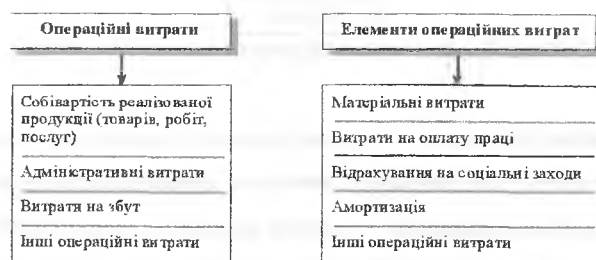 Операційні витрати
Собівартість реалізованої
продукції (товарів, робіт,
послуг)
Адміністративні витрати
Витратя на збут
Інші операційні витрати
Елементи операційних витрат
Матеріальні витрати
Витрати на оплату праці
Відрахування на соціальні заходи
Амортизація
Інші операційні витрати